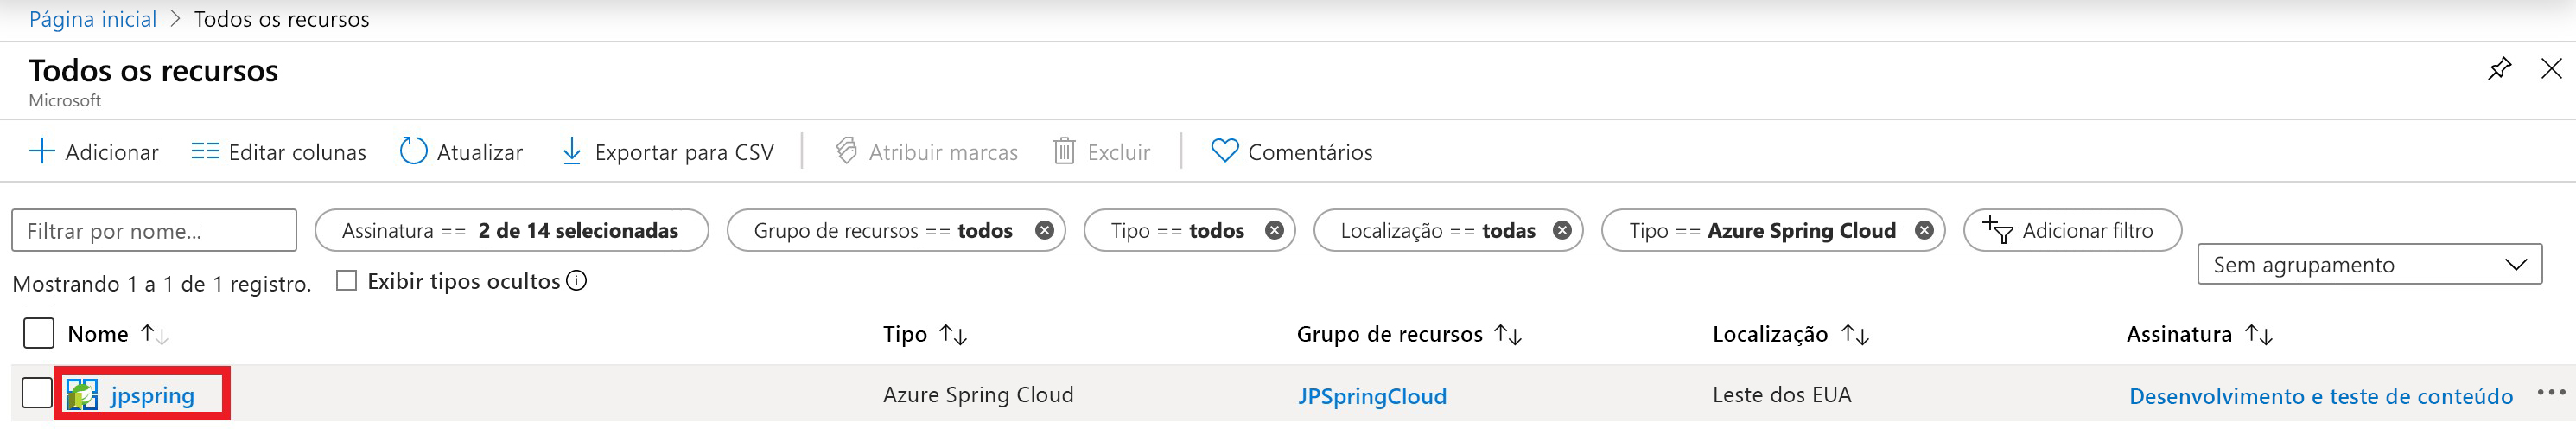 Página inicial > Todos os recursos
Todos os recursos
Microsoft
Adicionar Editar colunas Atualizar Exportar para CSV Atribuir marcas Excluir Comentários
Filtrar por nome... Assinatura == 2 de 14 selecionadas Grupo de recursos == todos Tipo == todos Localização == todas Tipo == Azure Spring Cloud Adicionar filtro
Sem agrupamento
Mostrando 1 a 1 de 1 registro. Exibir tipos ocultos
Nome Tipo Grupo de recursos Localização Assinatura
jpspring Azure Spring Cloud JPSpringCloud Leste dos EUA Desenvolvimento e teste de conteúdo